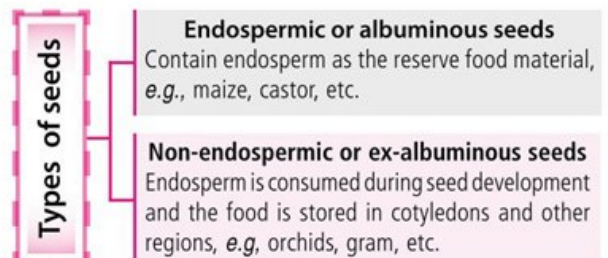 Types of seeds
Endospermic or albuminous seeds
Contain endosperm as the reserve food material,
e.g., maize, castor, etc.
Non-endospermic or ex-albuminous seeds
Endosperm is consumed during seed development
and the food is stored in cotyledons and other
regions, e.g, orchids, gram, etc.